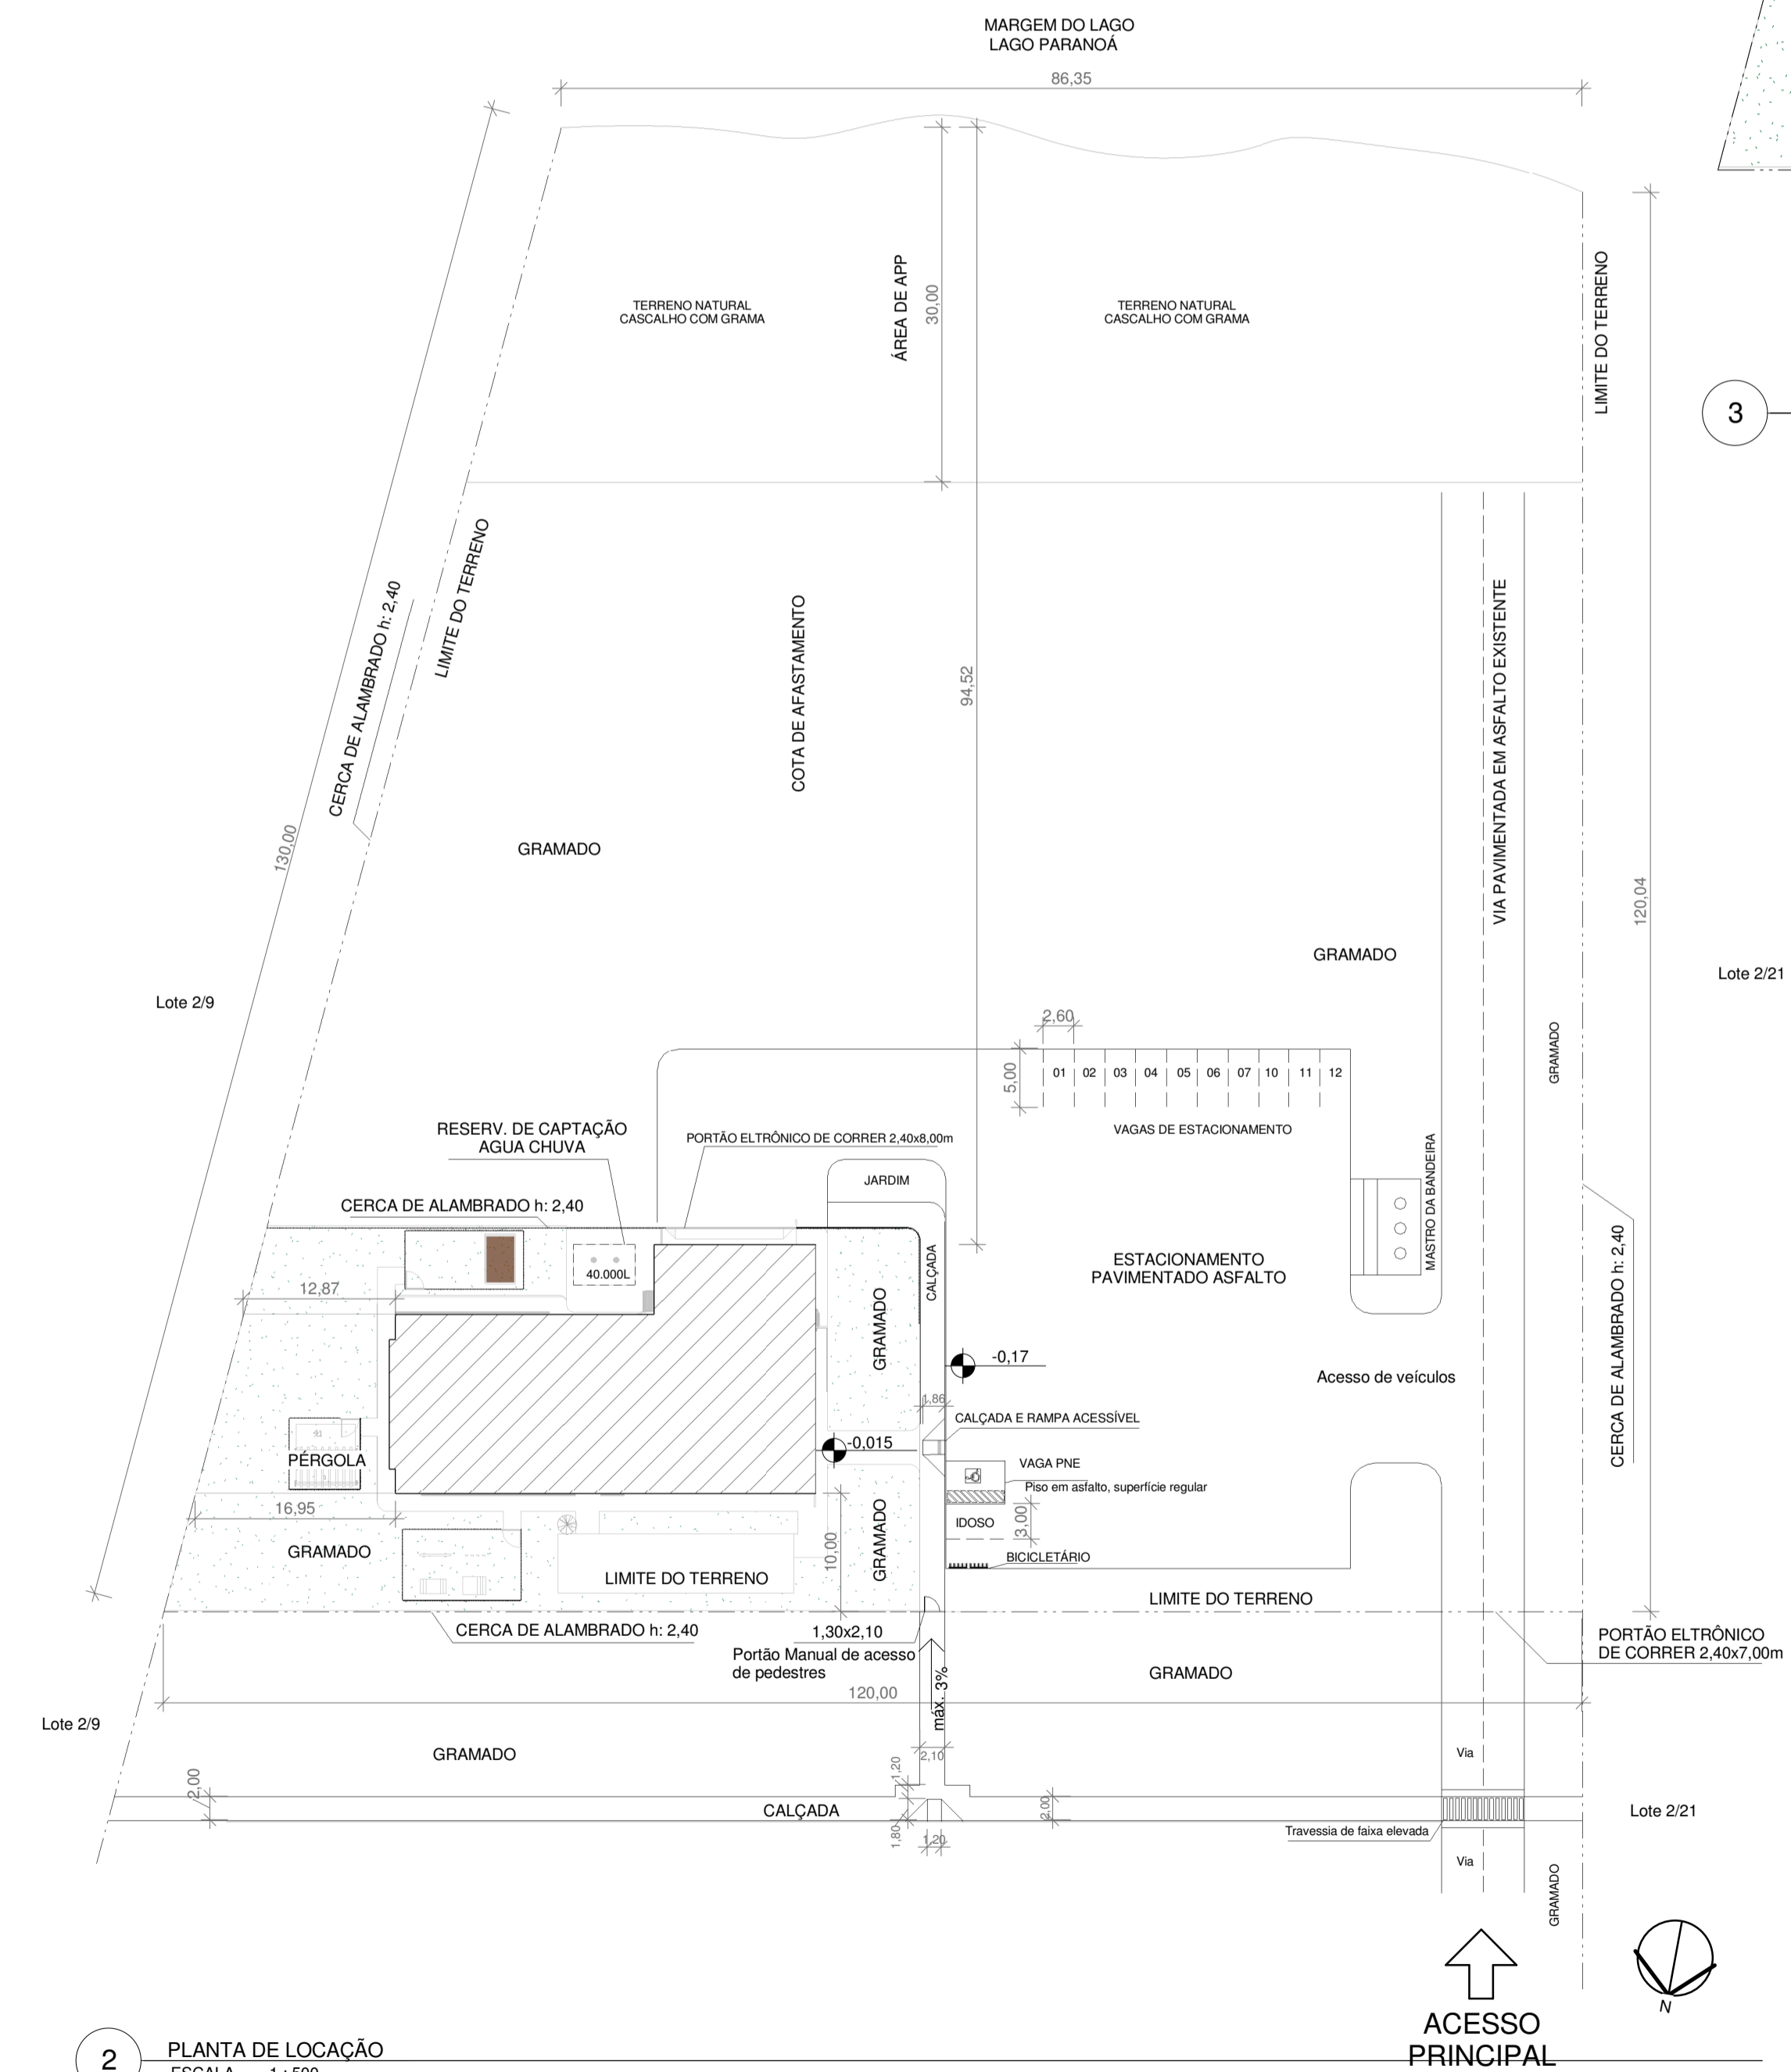 MARGEM DO LAGO
LAGO PARANOÁ
86,35
TERRENO NATURAL
CASCALHO COM GRAMA
ÁREA DE APP
30,00
TERRENO NATURAL
CASCALHO COM GRAMA
LIMITE DO TERRENO
3
LIMITE DO TERRENO
CERCA DE ALAMBRADO h: 2,40
130,00
COTA DE AFASTAMENTO
94,52
VIA PAVIMENTADA EM ASFALTO EXISTENTE
GRAMADO
120,04
GRAMADO
Lote 2/21
Lote 2/9
2,60
5,00
01 02 03 04 05 06 07 10 11 12
GRAMADO
VAGAS DE ESTACIONAMENTO
RESERV. DE CAPTAÇÃO
AGUA CHUVA
PORTÃO ELTRÔNICO DE CORRER 2,40x8,00m
JARDIM
MASTRO DA BANDEIRA
CERCA DE ALAMBRADO h: 2,40
40.000L
CALÇADA
ESTACIONAMENTO
PAVIMENTADO ASFALTO
12,87
GRAMADO
CERCA DE ALAMBRADO h: 2,40
-0,17
Acesso de veículos
1,86
CALÇADA E RAMPA ACESSÍVEL
-0,015
PÉRGOLA
VAGA PNE
Piso em asfalto, superfície regular
16,95
IDOSO
3,00
GRAMADO
10,00
GRAMADO
BICICLETÁRIO
LIMITE DO TERRENO
LIMITE DO TERRENO
CERCA DE ALAMBRADO h: 2,40
1,30x2,10
Portão Manual de acesso
de pedestres
PORTÃO ELTRÔNICO
DE CORRER 2,40x7,00m
máx. 3%
GRAMADO
120,00
Lote 2/9
GRAMADO
2,10
Via
1,20
2,00
CALÇADA
2,00
Lote 2/21
1,80
1,20
Travessia de faixa elevada
Via
GRAMADO
N
ACESSO
PRINCIPAL
2
PLANTA DE LOCAÇÃO
ESCALA 1 : 500